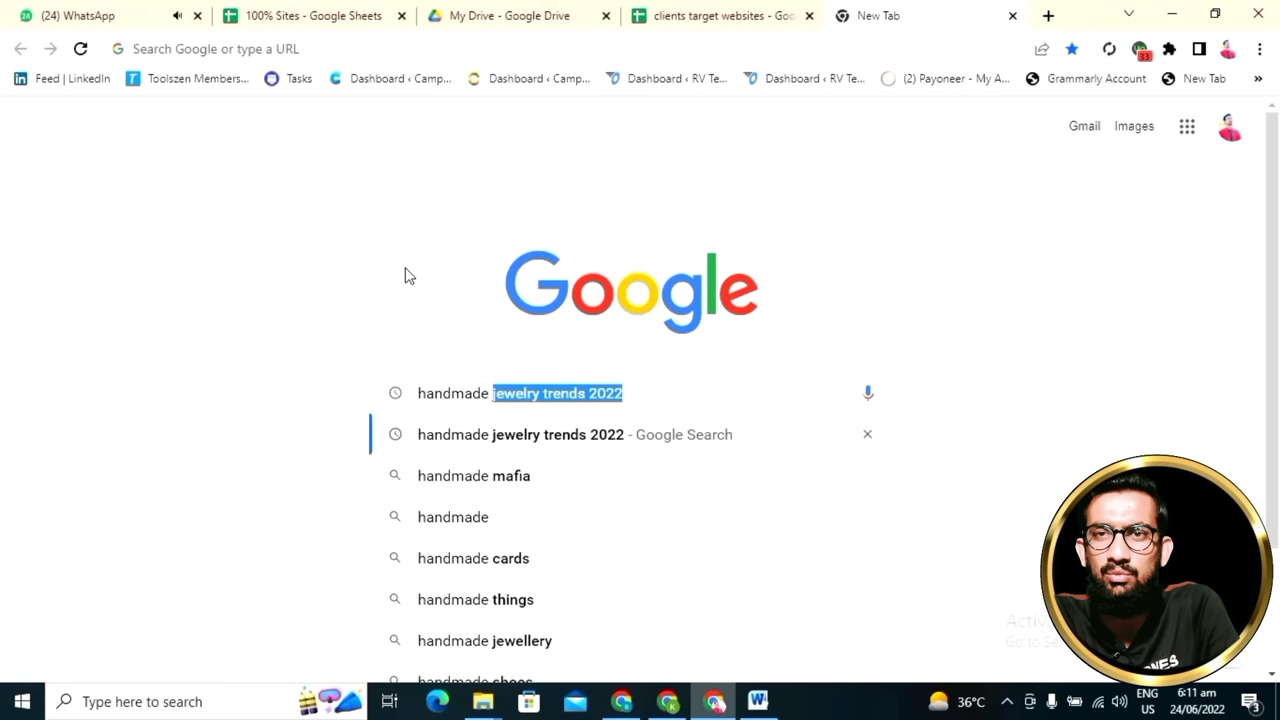 (24) WhatsApp
100% Sites - Google Sheets
My Drive - Google Drive
clients target websites - Goo
New Tab
Search Google or type a URL
33
Feed | LinkedIn
Toolszen Members...
Tasks
Dashboard ‹ Camp...
Dashboard ‹ Camp...
Dashboard ‹ RV Te...
Dashboard ‹ RV Te...
(2) Payoneer - My A...
Grammarly Account
New Tab
»
Gmail
Images
Google
handmade jewelry trends 2022
handmade jewelry trends 2022 - Google Search
handmade mafia
handmade
handmade cards
handmade things
handmade jewellery
handmade shoes
Type here to search
36°C
ENG
US
6:11 am
24/06/2022
3